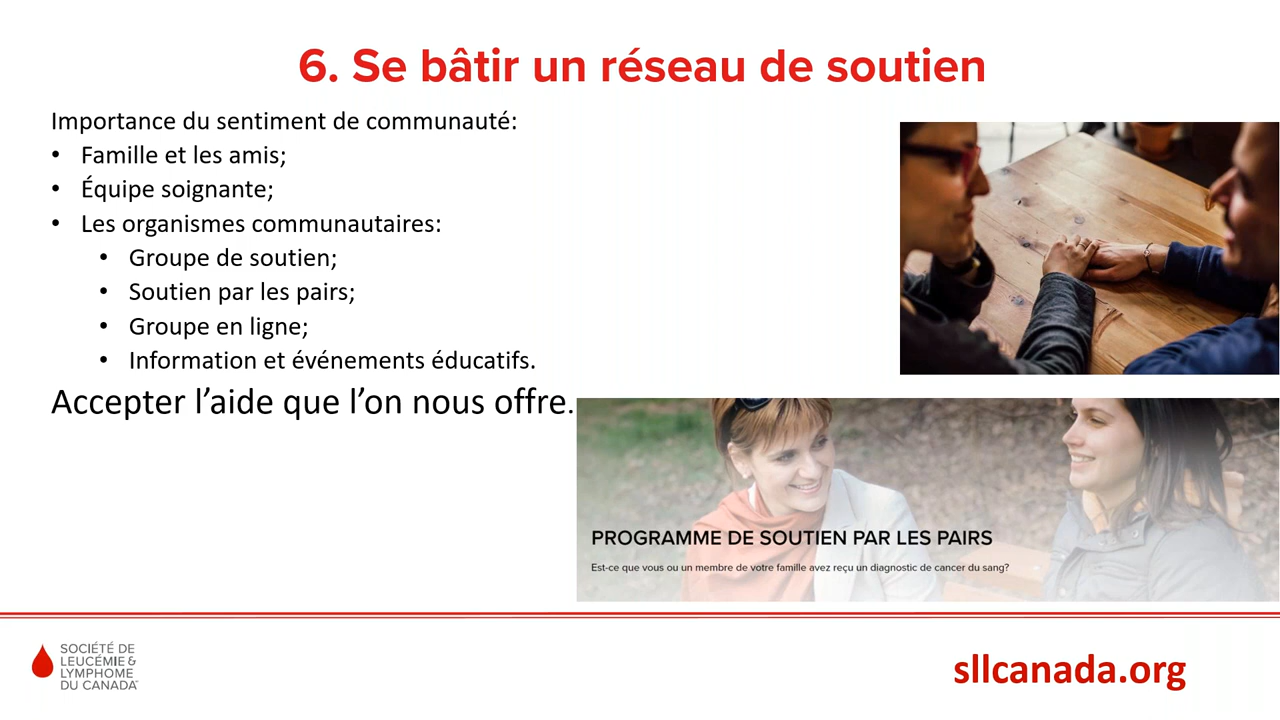 6. Se bâtir un réseau de soutien
Importance du sentiment de communauté:
• Famille et les amis;
• Équipe soignante;
• Les organismes communautaires:
• Groupe de soutien;
• Soutien par les pairs;
• Groupe en ligne;
• Information et événements éducatifs.
Accepter l’aide que l’on nous offre.
PROGRAMME DE SOUTIEN PAR LES PAIRS
Est-ce que vous ou un membre de votre famille avez reçu un diagnostic de cancer du sang?
SOCIÉTÉ DE
LEUCÉMIE &
LYMPHOME
DU CANADA
sllcanada.org